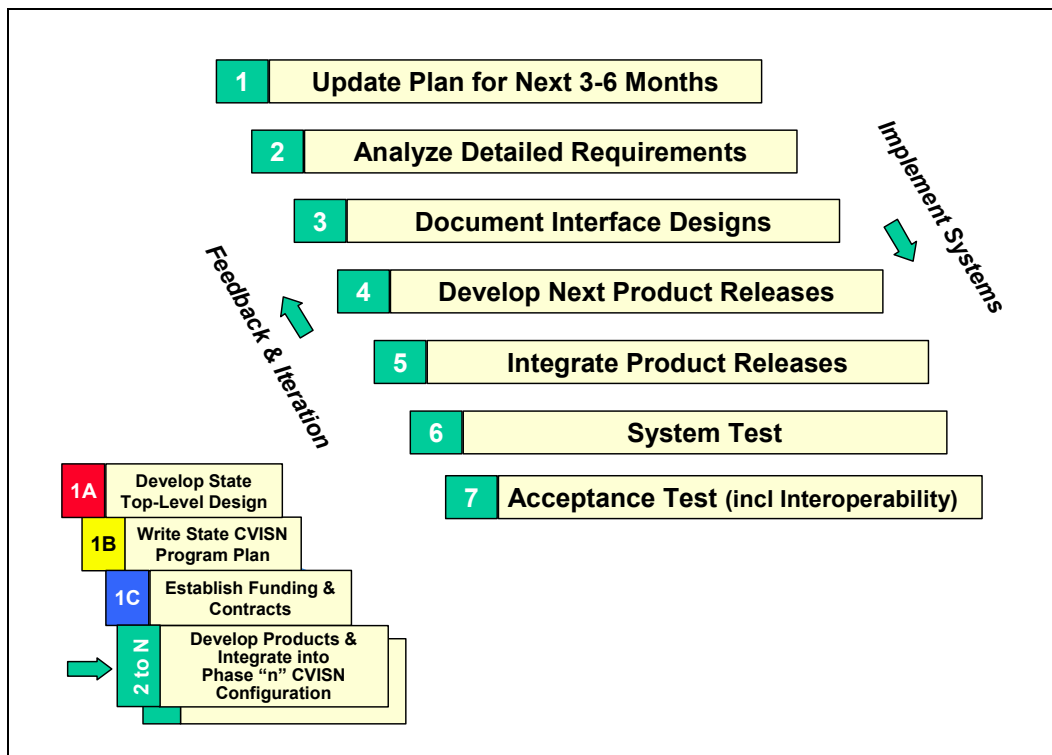 1 Update Plan for Next 3-6 Months
2 Analyze Detailed Requirements
3 Document Interface Designs
4 Develop Next Product Releases
5 Integrate Product Releases
6 System Test
7 Acceptance Test (incl Interoperability)
Implement Systems
Feedback & Iteration
1A Develop State
Top-Level Design
1B Write State CVISN
Program Plan
1C Establish Funding &
Contracts
2 to N Develop Products &
Integrate into
Phase “n” CVISN
Configuration